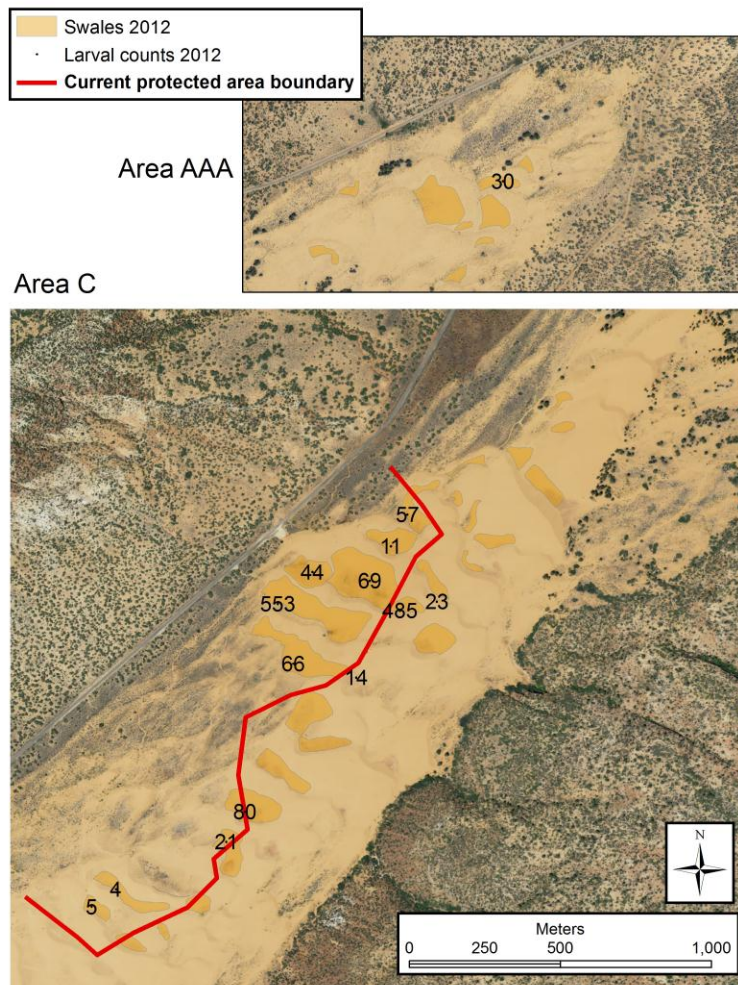 Swales 2012
Larval counts 2012
Current protected area boundary
Area AAA
30
Area C
57
11
44
69
553
485
23
66
14
80
21
4
5
N
Meters
0 250 500 1,000